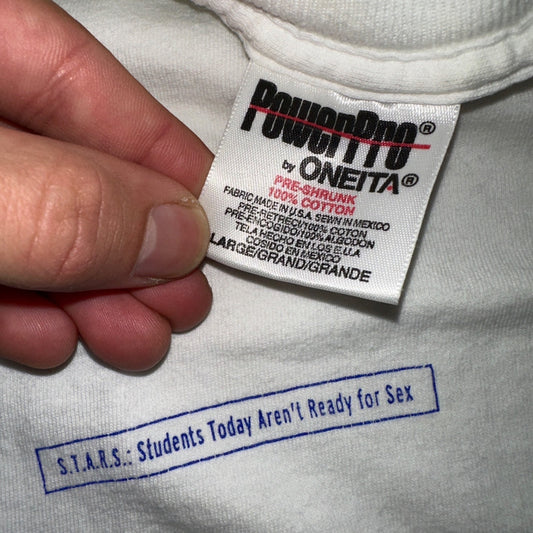 PowerPro®
by ONEITA®
PRE-SHRUNK
100% COTTON
FABRIC MADE IN U.S.A. SEWN IN MEXICO
PRE-RETRECI/100% COTON
PRE-ENCOGIDO/100% ALGODON
TELA HECHO EN LOS E.U.A
COSIDO EN MEXICO
LARGE/GRAND/GRANDE
S.T.A.R.S.: Students Today Aren't Ready for Sex